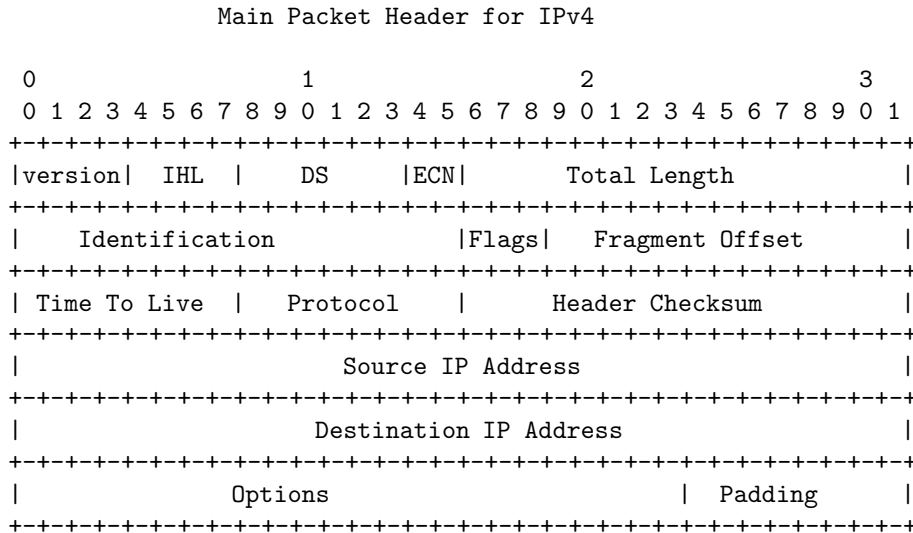 Main Packet Header for IPv4
0                   1                   2                   3
0 1 2 3 4 5 6 7 8 9 0 1 2 3 4 5 6 7 8 9 0 1 2 3 4 5 6 7 8 9 0 1
+-+-+-+-+-+-+-+-+-+-+-+-+-+-+-+-+-+-+-+-+-+-+-+-+-+-+-+-+-+-+-+-+
|version|  IHL  |    DS     |ECN|       Total Length            |
+-+-+-+-+-+-+-+-+-+-+-+-+-+-+-+-+-+-+-+-+-+-+-+-+-+-+-+-+-+-+-+-+
|    Identification             |Flags|   Fragment Offset       |
+-+-+-+-+-+-+-+-+-+-+-+-+-+-+-+-+-+-+-+-+-+-+-+-+-+-+-+-+-+-+-+-+
| Time To Live  |   Protocol    |      Header Checksum          |
+-+-+-+-+-+-+-+-+-+-+-+-+-+-+-+-+-+-+-+-+-+-+-+-+-+-+-+-+-+-+-+-+
|                       Source IP Address                       |
+-+-+-+-+-+-+-+-+-+-+-+-+-+-+-+-+-+-+-+-+-+-+-+-+-+-+-+-+-+-+-+-+
|                     Destination IP Address                    |
+-+-+-+-+-+-+-+-+-+-+-+-+-+-+-+-+-+-+-+-+-+-+-+-+-+-+-+-+-+-+-+-+
|               Options                         |  Padding      |
+-+-+-+-+-+-+-+-+-+-+-+-+-+-+-+-+-+-+-+-+-+-+-+-+-+-+-+-+-+-+-+-+